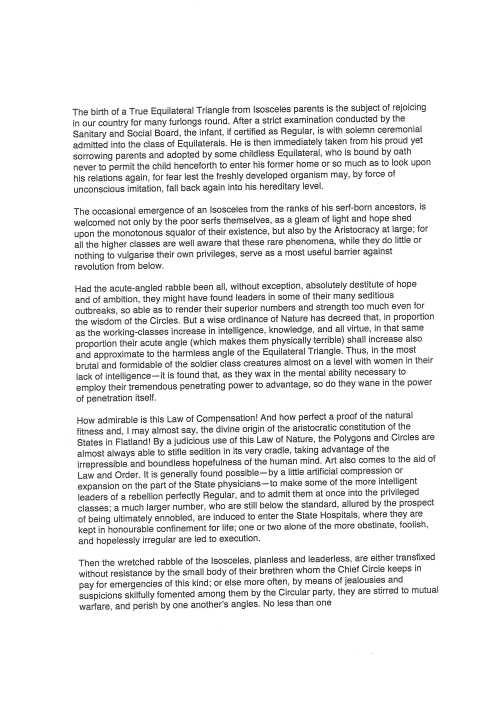 The birth of a True Equilateral Triangle from Isosceles parents is the subject of rejoicing
in our country for many furlongs round. After a strict examination conducted by the
Sanitary and Social Board, the infant, if certified as Regular, is with solemn ceremonial
admitted into the class of Equilaterals. He is then immediately taken from his proud yet
sorrowing parents and adopted by some childless Equilateral, who is bound by oath
never to permit the child henceforth to enter his former home or so much as to look upon
his relations again, for fear lest the freshly developed organism may, by force of
unconscious imitation, fall back again into his hereditary level.

The occasional emergence of an Isosceles from the ranks of his serf-born ancestors, is
welcomed not only by the poor serfs themselves, as a gleam of light and hope shed
upon the monotonous squalor of their existence, but also by the Aristocracy at large; for
all the higher classes are well aware that these rare phenomena, while they do little or
nothing to vulgarise their own privileges, serve as a most useful barrier against
revolution from below.

Had the acute-angled rabble been all, without exception, absolutely destitute of hope
and of ambition, they might have found leaders in some of their many seditious
outbreaks, so able as to render their superior numbers and strength too much even for
the wisdom of the Circles. But a wise ordinance of Nature has decreed that, in proportion
as the working-classes increase in intelligence, knowledge, and all virtue, in that same
proportion their acute angle (which makes them physically terrible) shall increase also
and approximate to the harmless angle of the Equilateral Triangle. Thus, in the most
brutal and formidable of the soldier class creatures almost on a level with women in their
lack of intelligence—it is found that, as they wax in the mental ability necessary to
employ their tremendous penetrating power to advantage, so do they wane in the power
of penetration itself.

How admirable is this Law of Compensation! And how perfect a proof of the natural
fitness and, I may almost say, the divine origin of the aristocratic constitution of the
States in Flatland! By a judicious use of this Law of Nature, the Polygons and Circles are
almost always able to stifle sedition in its very cradle, taking advantage of the
irrepressible and boundless hopefulness of the human mind. Art also comes to the aid of
Law and Order. It is generally found possible—by a little artificial compression or
expansion on the part of the State physicians—to make some of the more intelligent
leaders of a rebellion perfectly Regular, and to admit them at once into the privileged
classes; a much larger number, who are still below the standard, allured by the prospect
of being ultimately ennobled, are induced to enter the State Hospitals, where they are
kept in honourable confinement for life; one or two alone of the more obstinate, foolish,
and hopelessly irregular are led to execution.

Then the wretched rabble of the Isosceles, planless and leaderless, are either transfixed
without resistance by the small body of their brethren whom the Chief Circle keeps in
pay for emergencies of this kind; or else more often, by means of jealousies and
suspicions skilfully fomented among them by the Circular party, they are stirred to mutual
warfare, and perish by one another's angles. No less than one